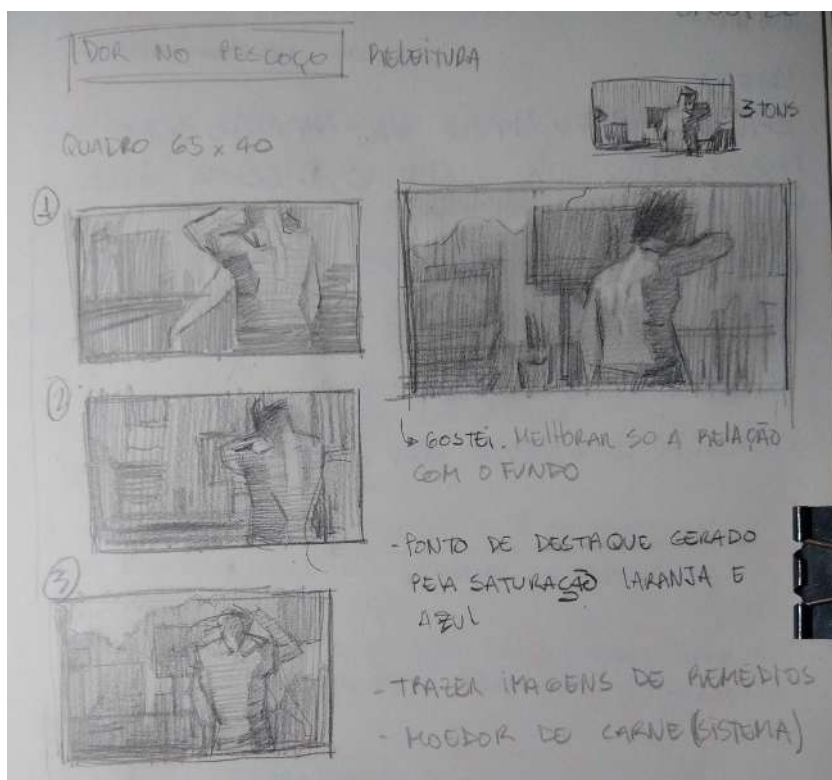 DOR NO PESCOÇO RELEITURA
3 TONS
QUADRO 65 x 40
1
2
3
GOSTEI. MELHORAR SO A RELAÇÃO
COM O FUNDO
- PONTO DE DESTAQUE GERADO
PELA SATURAÇÃO LARANJA E
AZUL
- TRAZER IMAGENS DE REMEDIOS
- MOEDOR DE CARNE (SISTEMA)